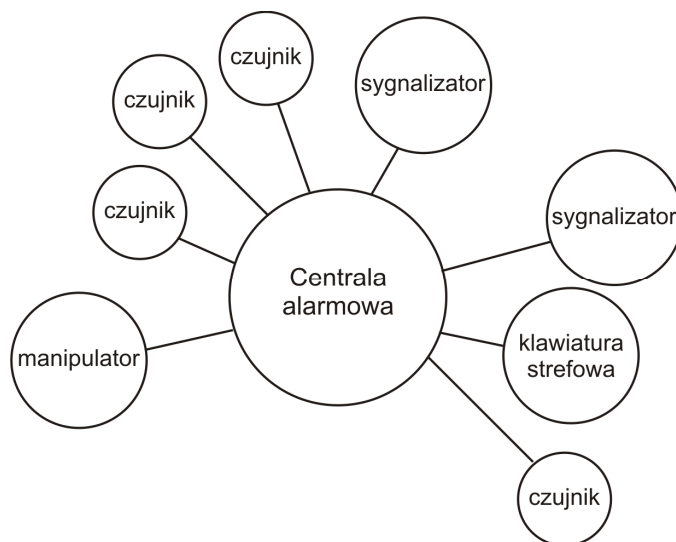 czujnik
czujnik
sygnalizator
czujnik
sygnalizator
Centrala
alarmowa
manipulator
klawiatura
strefowa
czujnik